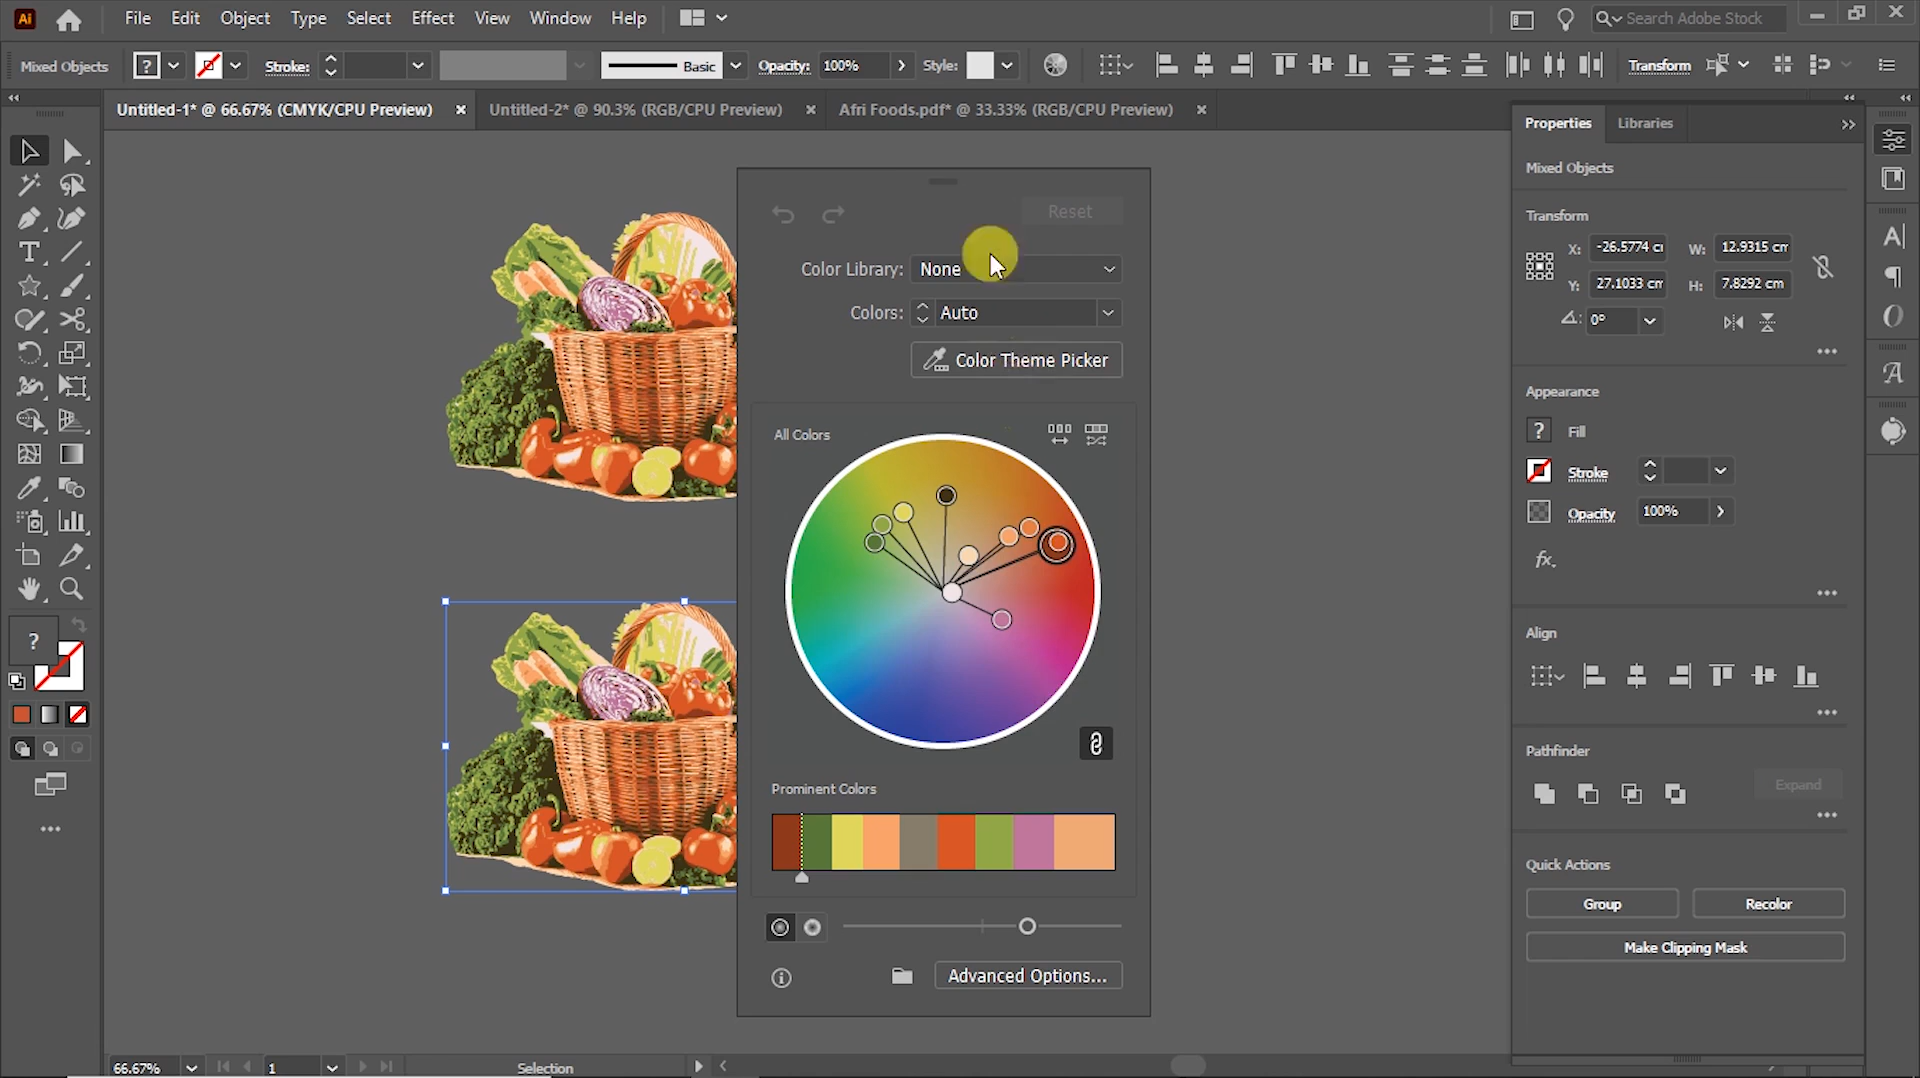 Ai File Edit Object Type Select Effect View Window Help Search Adobe Stock
Mixed Objects ? Stroke: Basic Opacity: 100% Style: Transform
Untitled-1* @ 66.67% (CMYK/CPU Preview) Untitled-2* @ 90.3% (RGB/CPU Preview) Afri Foods.pdf* @ 33.33% (RGB/CPU Preview)
Properties Libraries
Mixed Objects
Transform
X: -26.5774 W: 12.9315 cm
Y: 27.1033 cm H: 7.8292 cm
0°
Appearance
? Fill
Stroke
Opacity 100%
fx.
Align
Pathfinder
Expand
Quick Actions
Group Recolor
Make Clipping Mask
Reset
Color Library: None
Colors: Auto
Color Theme Picker
All Colors
Prominent Colors
Advanced Options...
?
66.67% 1 Selection